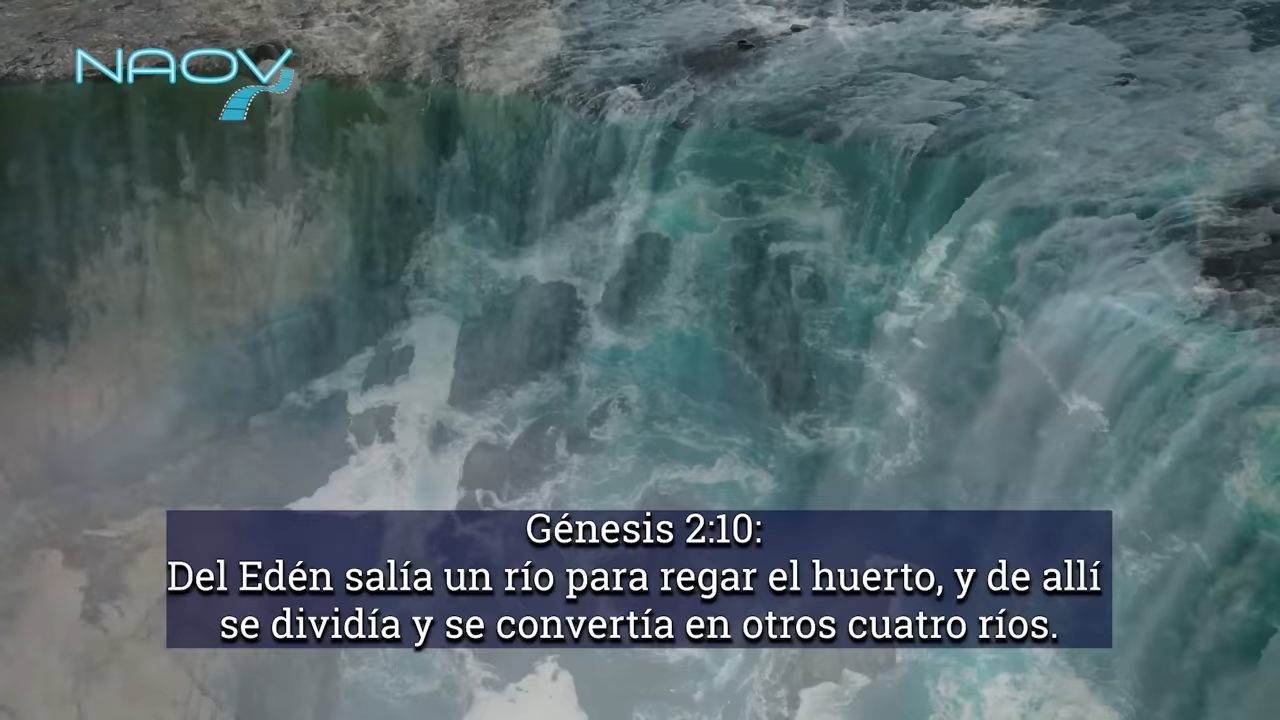 NAOV
Génesis 2:10:
Del Edén salía un río para regar el huerto, y de allí
se dividía y se convertía en otros cuatro ríos.